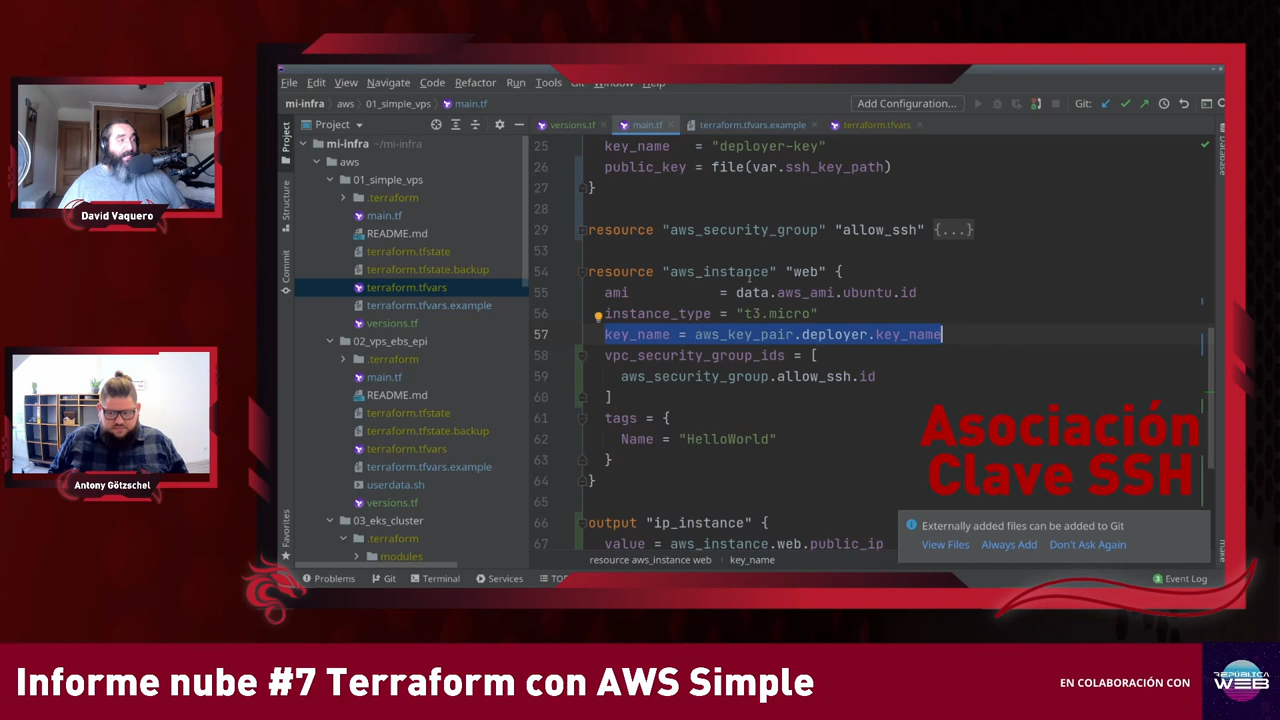 David Vaquero
Antony Götzschel
File Edit View Navigate Code Refactor Run Tools Git Window Help
mi-infra aws 01_simple_vps main.tf
Add Configuration...
Git:
Project
versions.tf
main.tf
terraform.tfvars.example
terraform.tfvars
Project
Structure
Commit
Favorites
Database
make
mi-infra ~/mi-infra
aws
01_simple_vps
.terraform
main.tf
README.md
terraform.tfstate
terraform.tfstate.backup
terraform.tfvars
terraform.tfvars.example
versions.tf
02_vps_ebs_epi
.terraform
main.tf
README.md
terraform.tfstate
terraform.tfstate.backup
terraform.tfvars
terraform.tfvars.example
userdata.sh
versions.tf
03_eks_cluster
.terraform
modules
25 key_name = "deployer-key"
26 public_key = file(var.ssh_key_path)
27 }
28
29 resource "aws_security_group" "allow_ssh" {...}
53
54 resource "aws_instance" "web" {
55 ami = data.aws_ami.ubuntu.id
56 instance_type = "t3.micro"
57 key_name = aws_key_pair.deployer.key_name
58 vpc_security_group_ids = [
59 aws_security_group.allow_ssh.id
60 ]
61 tags = {
62 Name = "HelloWorld"
63 }
64 }
65
66 output "ip_instance" {
67 value = aws_instance.web.public_ip
Asociación
Clave SSH
Externally added files can be added to Git
View Files Always Add Don't Ask Again
resource aws_instance web key_name
Problems Git Terminal Services
3 Event Log
Informe nube #7 Terraform con AWS Simple
EN COLABORACIÓN CON
REPÚBLICA
WEB